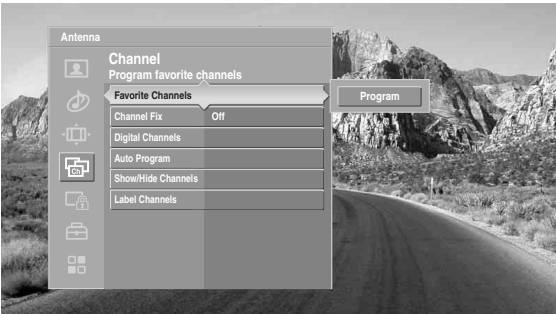 Antenna
Channel
Program favorite channels
Favorite Channels
Program
Channel Fix Off
Digital Channels
Auto Program
Show/Hide Channels
Label Channels
Ch